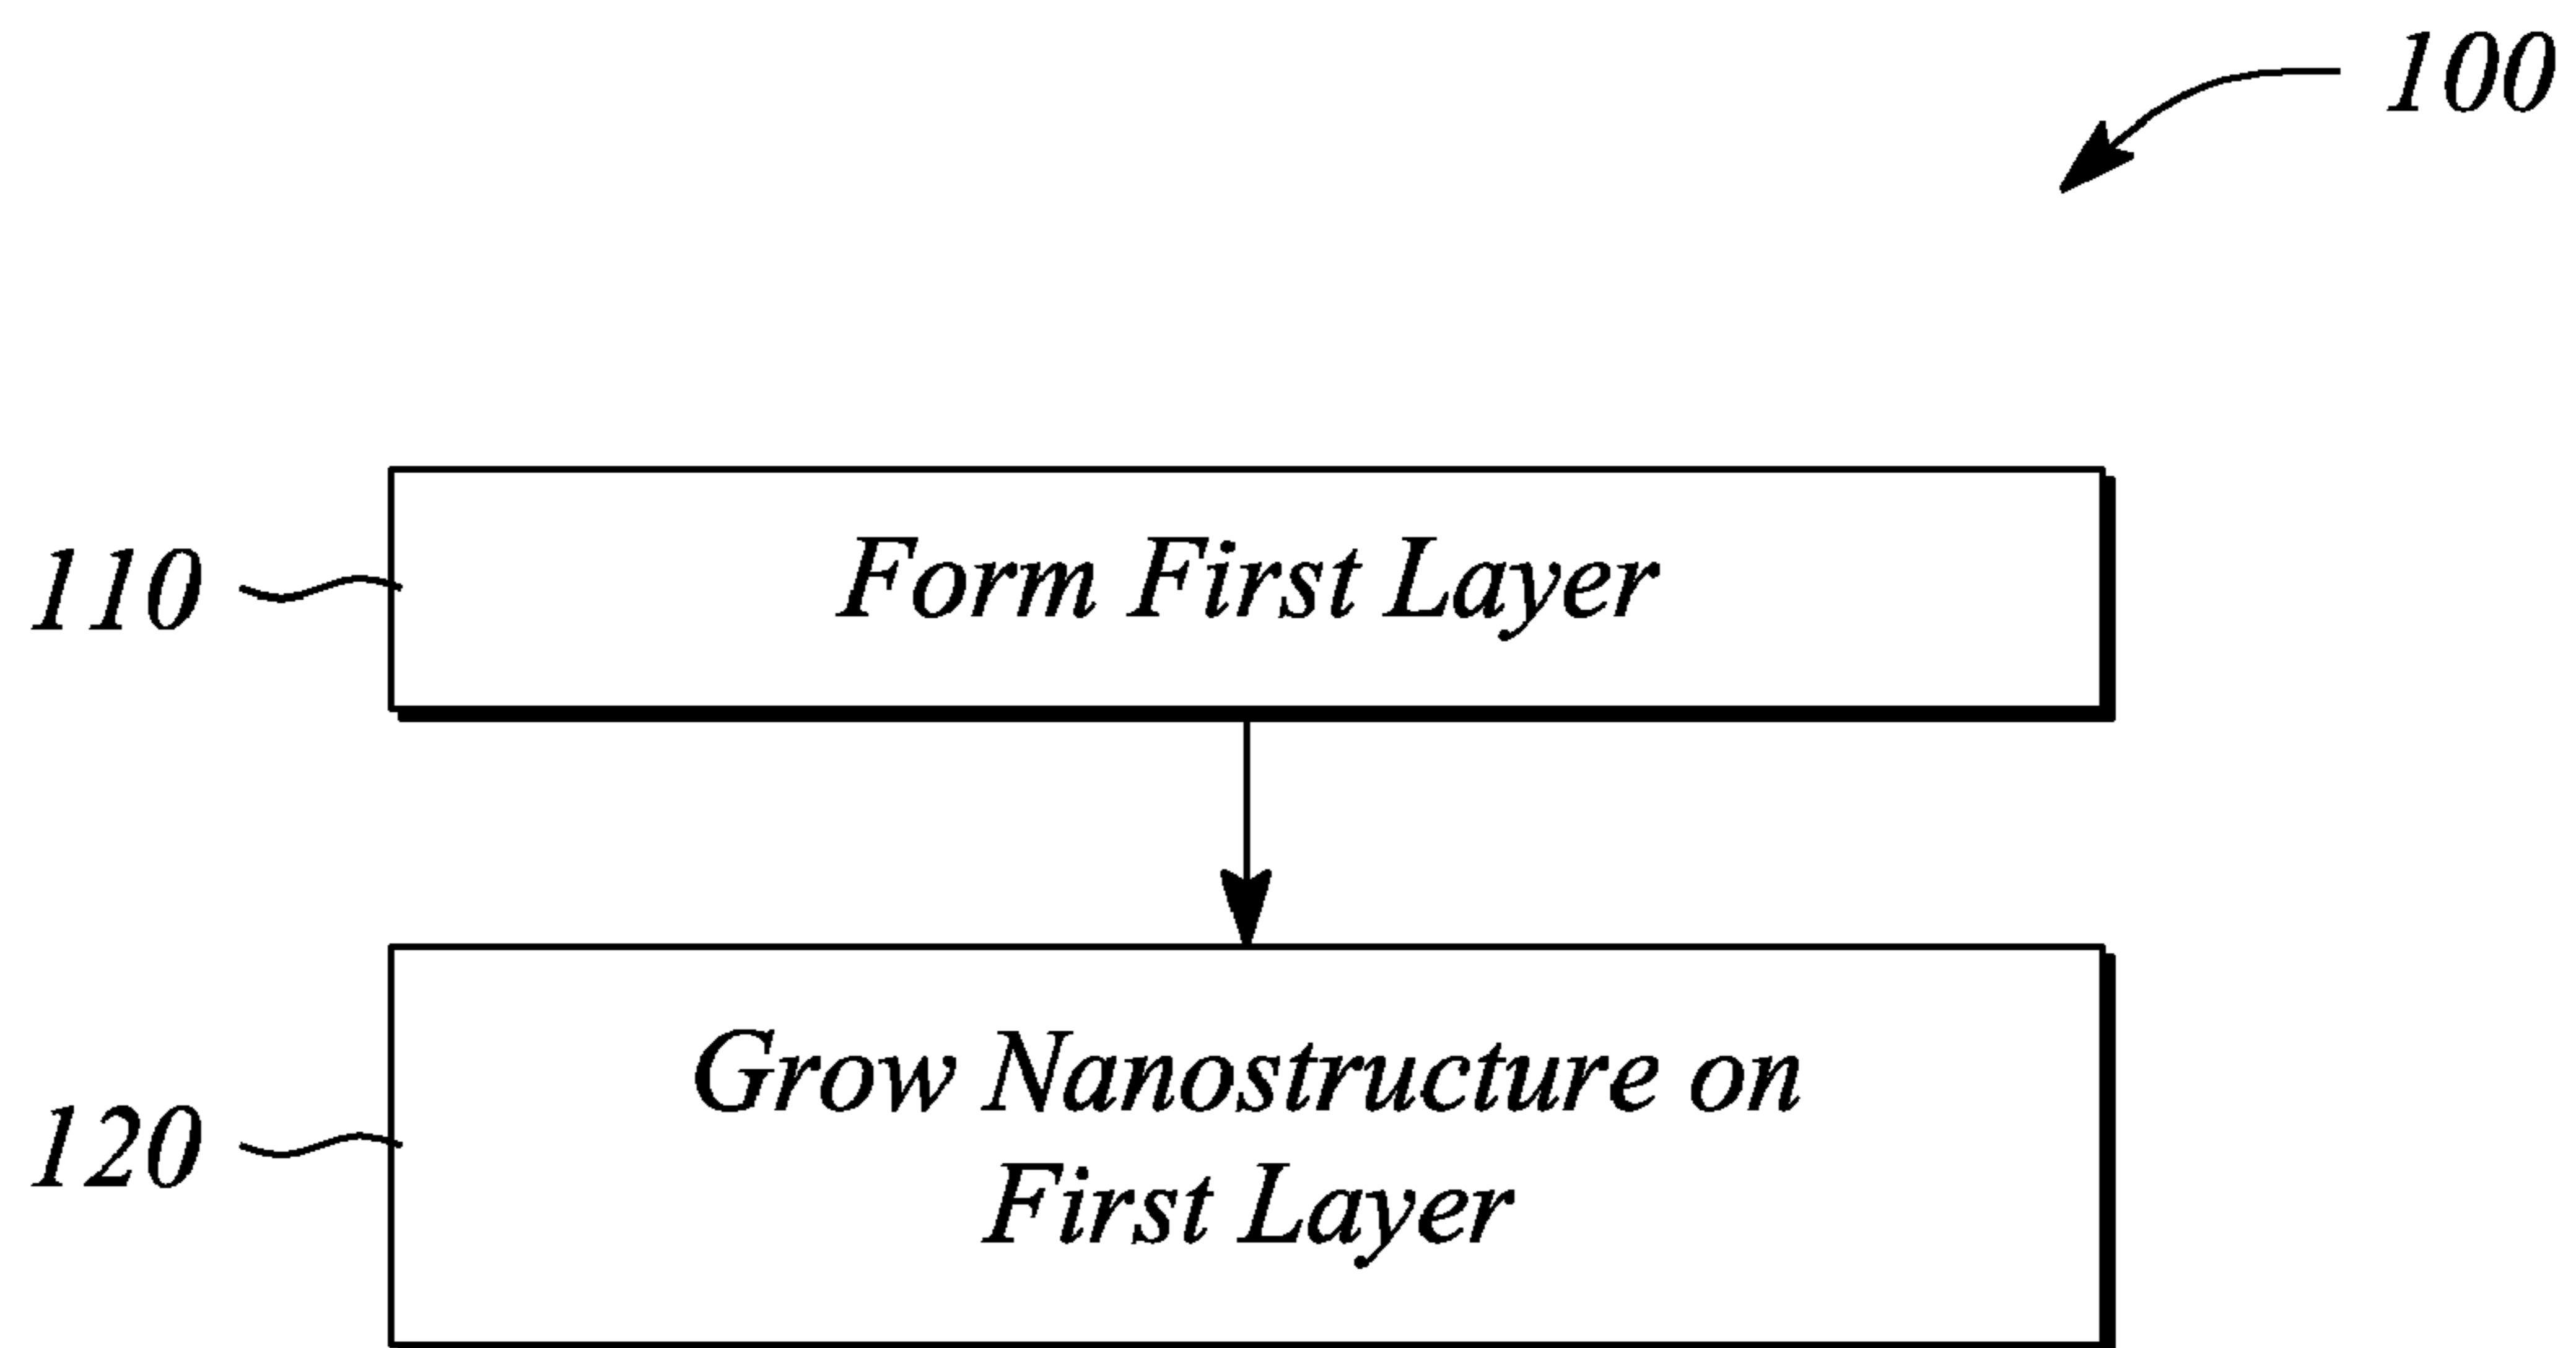 100
110
Form First Layer
120
Grow Nanostructure on
First Layer